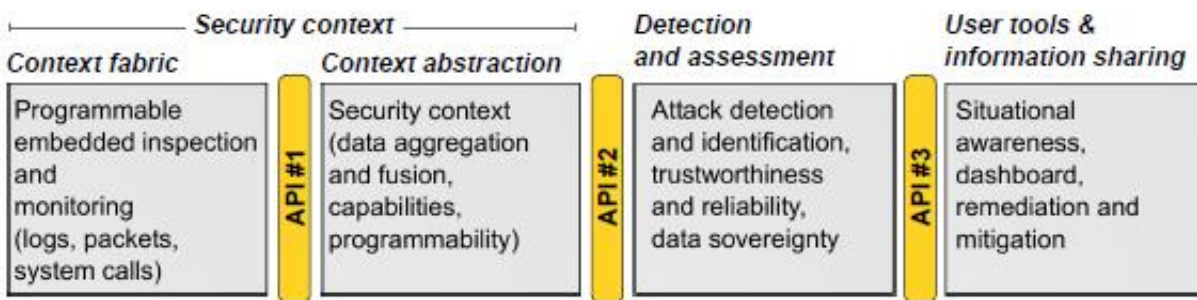 Security context
Context fabric
Programmable
embedded inspection
and
monitoring
(logs, packets,
system calls)
API #1
Context abstraction
Security context
(data aggregation
and fusion,
capabilities,
programmability)
API #2
Detection
and assessment
Attack detection
and identification,
trustworthiness
and reliability,
data sovereignty
API #3
User tools &
information sharing
Situational
awareness,
dashboard,
remediation and
mitigation